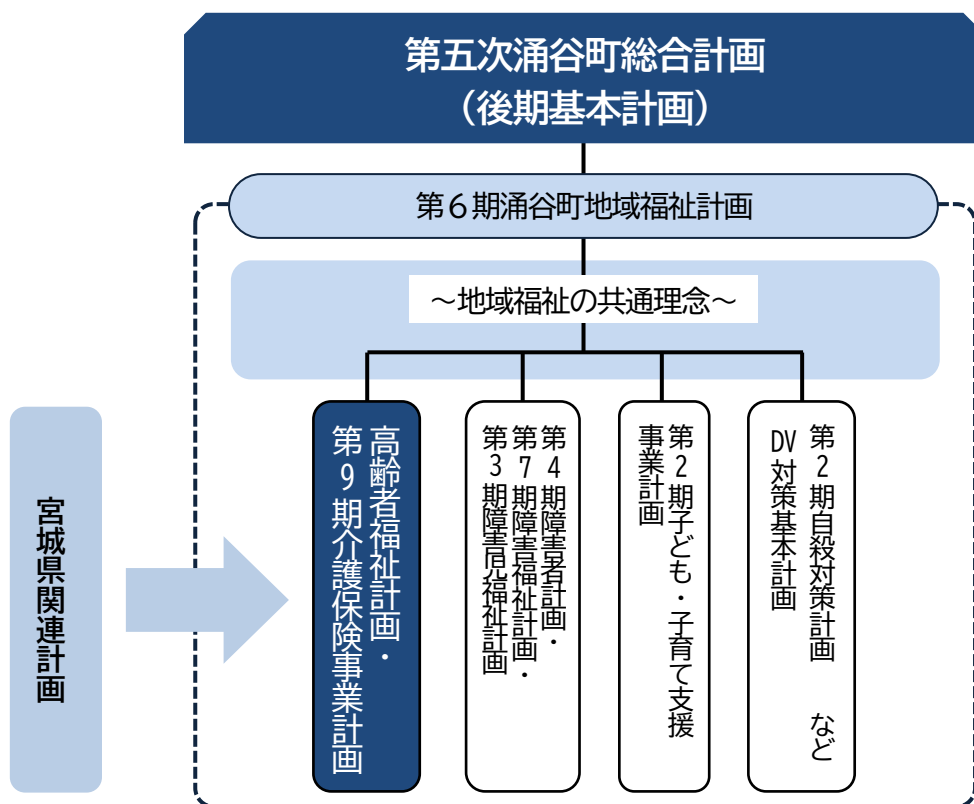 第五次涌谷町総合計画
（後期基本計画）
第６期涌谷町地域福祉計画
～地域福祉の共通理念～
高齢者福祉計画・
第9期介護保険事業計画
第4期障害者計画・
第7期障害福祉計画・
第3期障害児福祉計画
第2期子ども・子育て支援
事業計画
第2期自殺対策計画　など
DV対策基本計画
宮城県関連計画